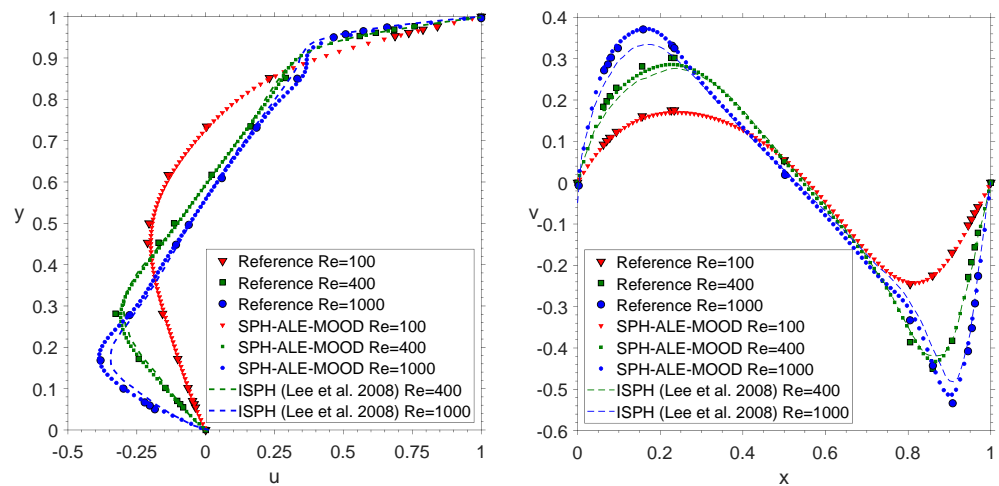 1
0.9
0.8
0.7
0.6
y
0.5
0.4
0.3
0.2
0.1
0
-0.5
-0.25
0
0.25
0.5
0.75
1
u
Reference Re=100
Reference Re=400
Reference Re=1000
SPH-ALE-MOOD Re=100
SPH-ALE-MOOD Re=400
SPH-ALE-MOOD Re=1000
ISPH (Lee et al. 2008) Re=400
ISPH (Lee et al. 2008) Re=1000
0.4
0.3
0.2
0.1
0
v
-0.1
-0.2
-0.3
-0.4
-0.5
-0.6
0
0.2
0.4
0.6
0.8
1
x
Reference Re=100
Reference Re=400
Reference Re=1000
SPH-ALE-MOOD Re=100
SPH-ALE-MOOD Re=400
SPH-ALE-MOOD Re=1000
ISPH (Lee et al. 2008) Re=400
ISPH (Lee et al. 2008) Re=1000